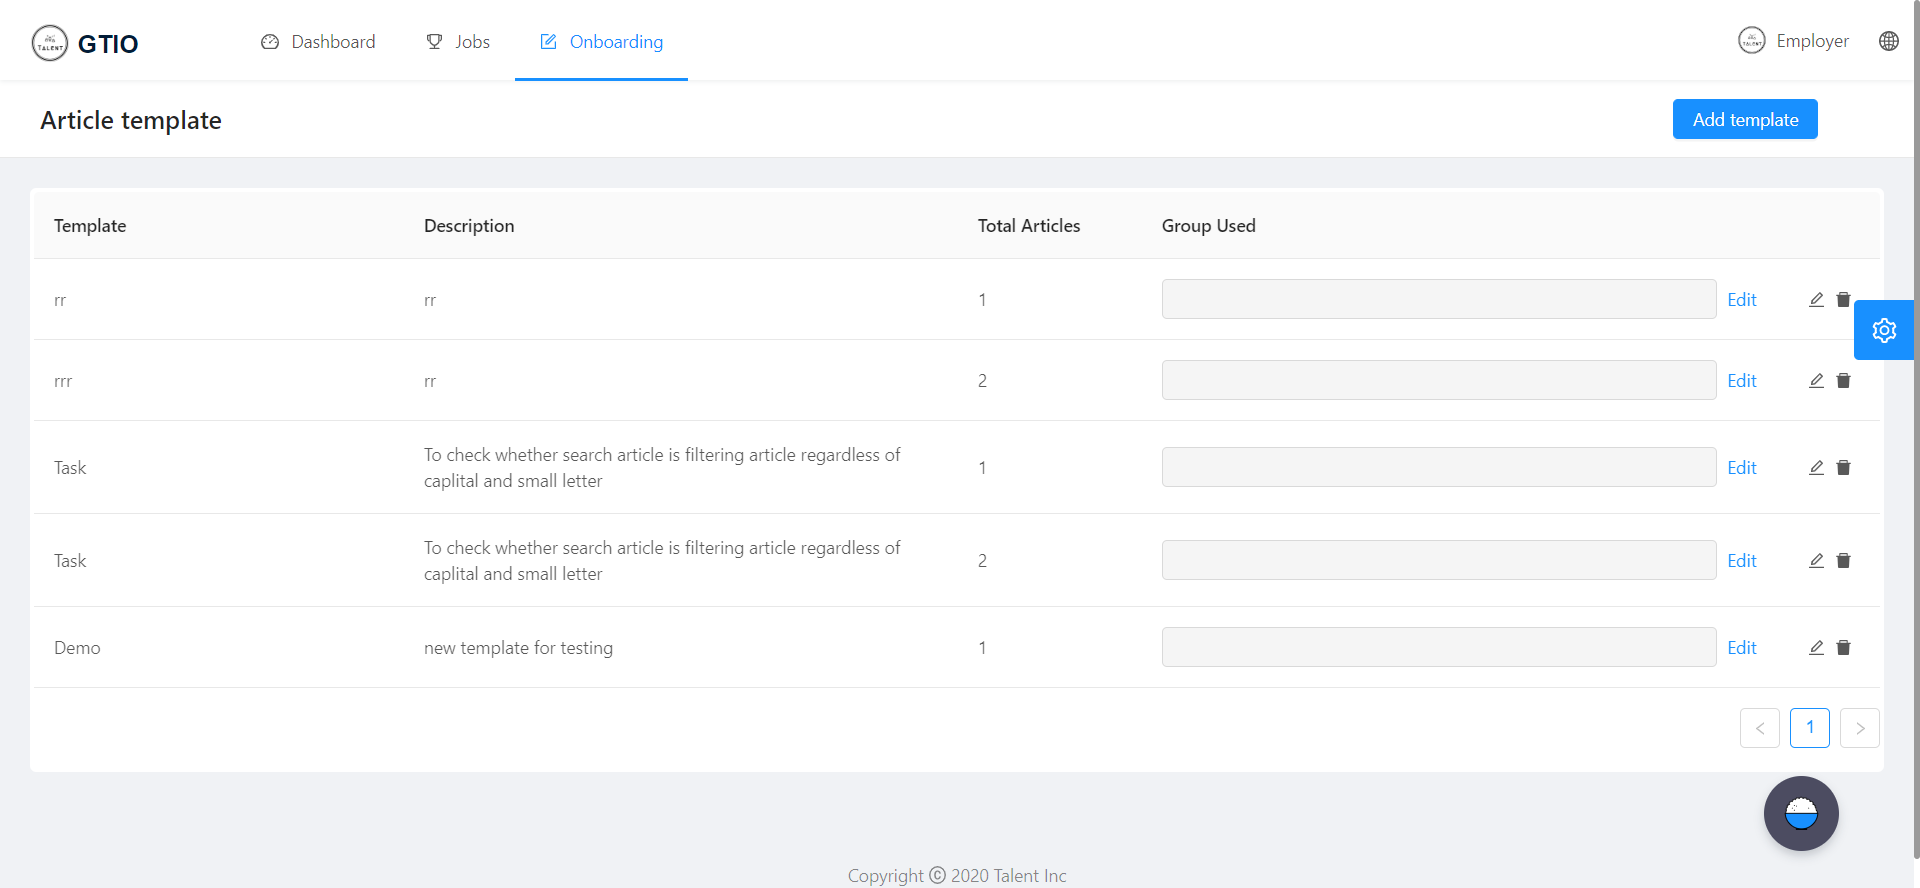 TALENT GTIO Dashboard Jobs Onboarding TALENT Employer
Article template Add template
Template Description Total Articles Group Used
rr rr 1 Edit
rrr rr 2 Edit
Task To check whether search article is filtering article regardless of
caplital and small letter 1 Edit
Task To check whether search article is filtering article regardless of
caplital and small letter 2 Edit
Demo new template for testing 1 Edit
< 1 >
Copyright © 2020 Talent Inc